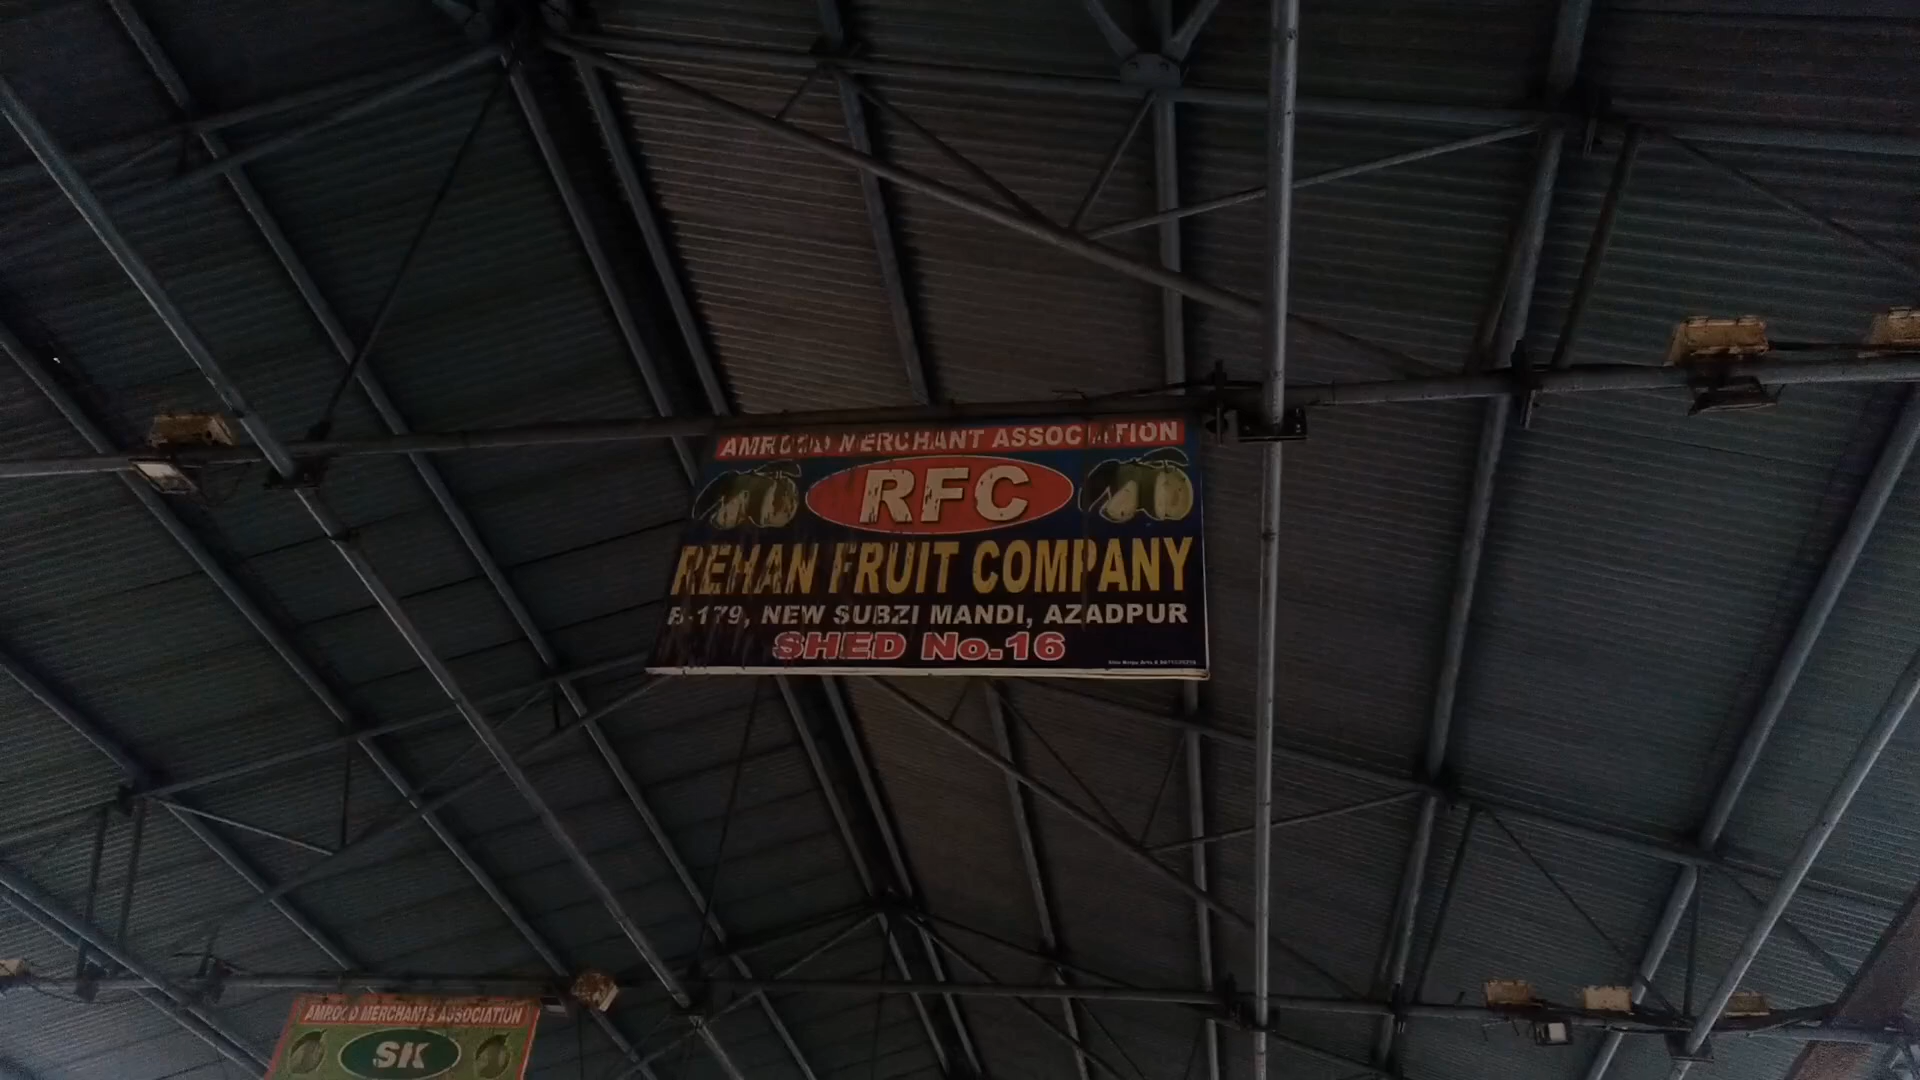 AMROOD MERCHANT ASSOCIATION
RFC
REHAN FRUIT COMPANY
B-179, NEW SUBZI MANDI, AZADPUR
SHED No.16
AMROOD MERCHANTS ASSOCIATION
SK